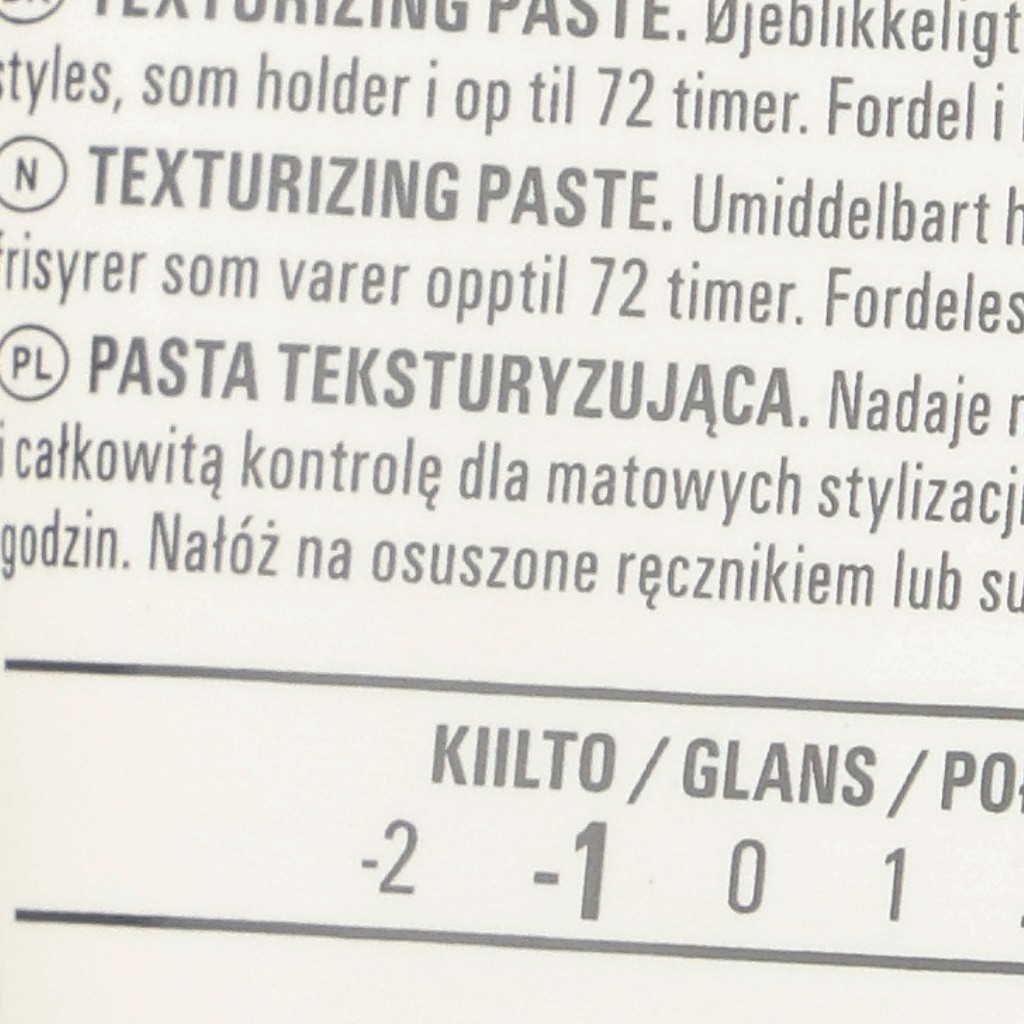 TEXTURIZING PASTE. Øjeblikkeligt
styles, som holder i op til 72 timer. Fordel i
N TEXTURIZING PASTE. Umiddelbart
frisyrer som varer opptil 72 timer. Fordeles
PL PASTA TEKSTURYZUJĄCA. Nadaje
i całkowitą kontrolę dla matowych stylizacji
godzin. Nałóż na osuszone ręcznikiem lub
KIILTO / GLANS /
-2 -1 0 1